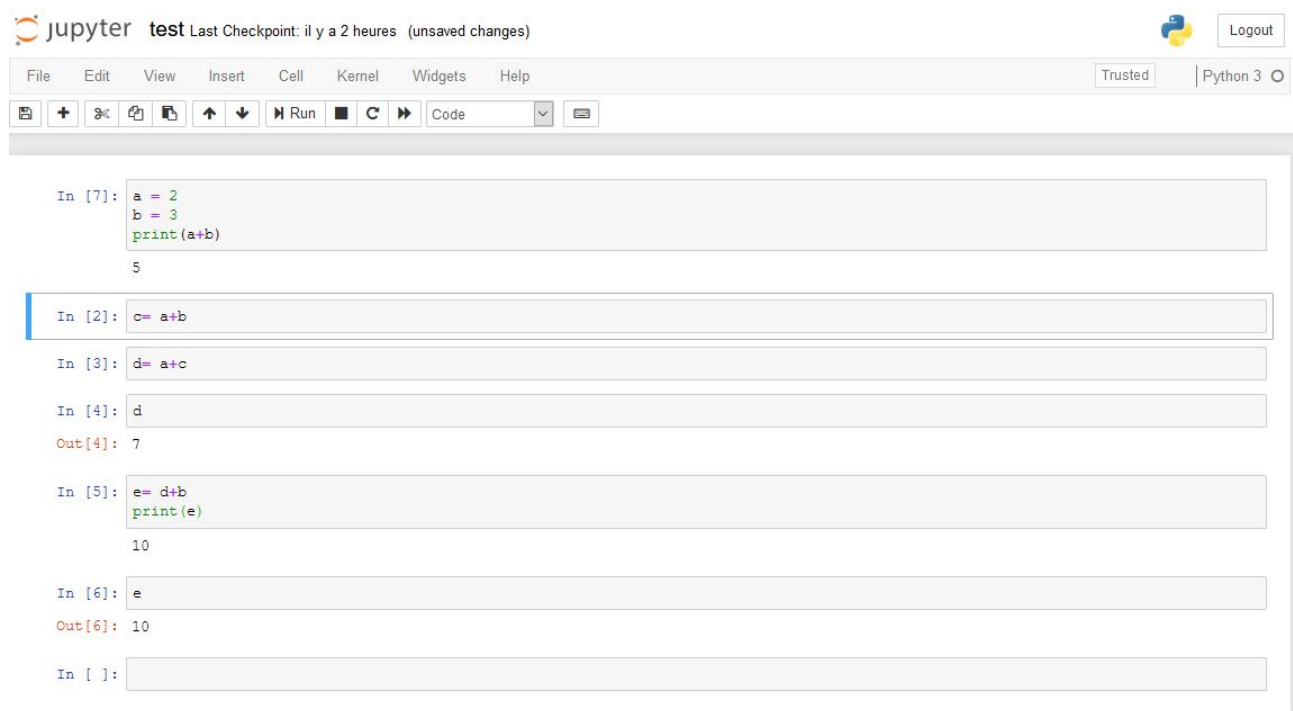 jupyter test Last Checkpoint: il y a 2 heures (unsaved changes)
Logout
File Edit View Insert Cell Kernel Widgets Help
Trusted
Python 3
Run
Code
In [7]: a = 2
b = 3
print(a+b)
5
In [2]: c= a+b
In [3]: d= a+c
In [4]: d
Out[4]: 7
In [5]: e= d+b
print(e)
10
In [6]: e
Out[6]: 10
In [ ]: